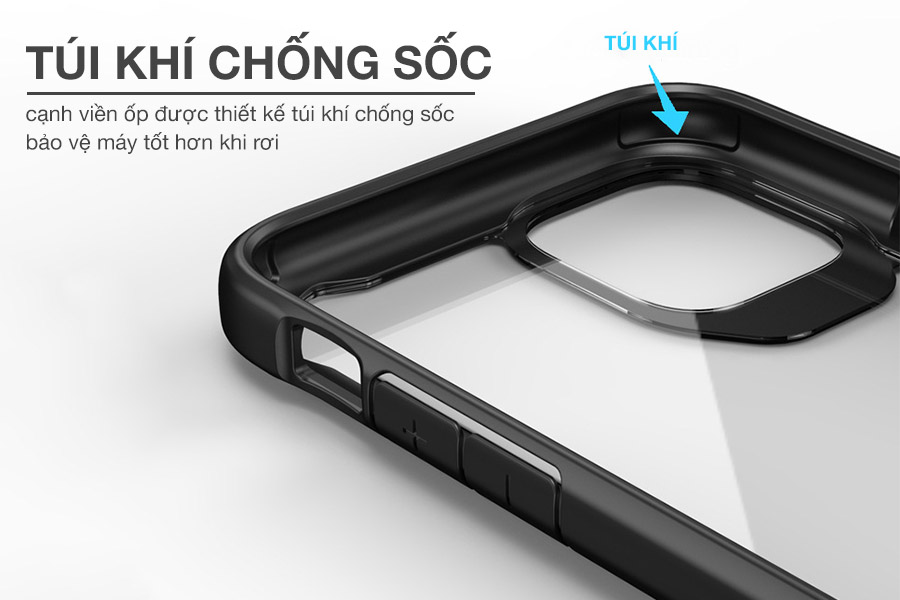 TÚI KHÍ CHỐNG SỐC
cạnh viền ốp được thiết kế túi khí chống sốc
bảo vệ máy tốt hơn khi rơi
TÚI KHÍ
+
-